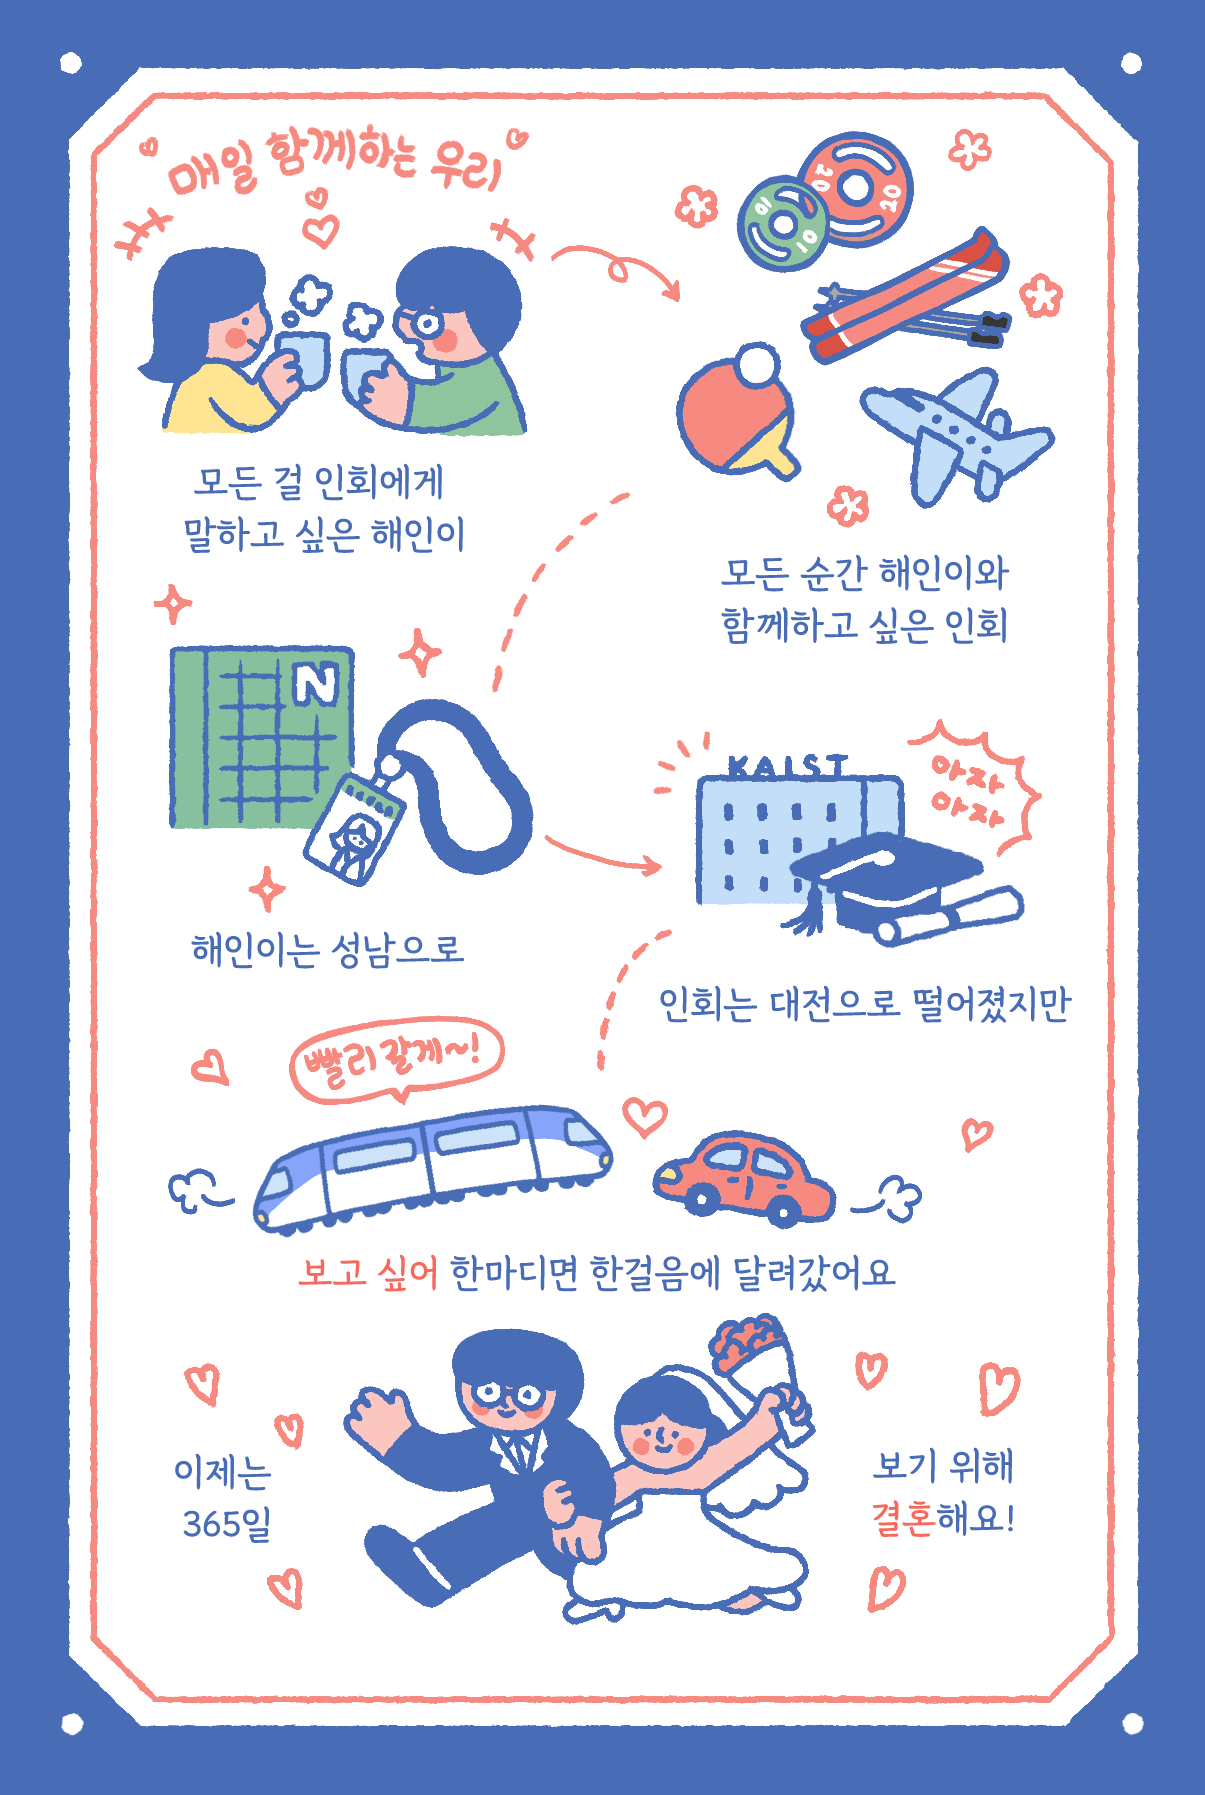 매일 함께하는 우리
20
20
10
10
모든 걸 인회에게
말하고 싶은 해인이
모든 순간 해인이와
함께하고 싶은 인회
N
해인이는 성남으로
KAIST
아자
아자
인회는 대전으로 떨어졌지만
빨리 갈게~!
보고 싶어 한마디면 한걸음에 달려갔어요
이제는
365일
보기 위해
결혼해요!